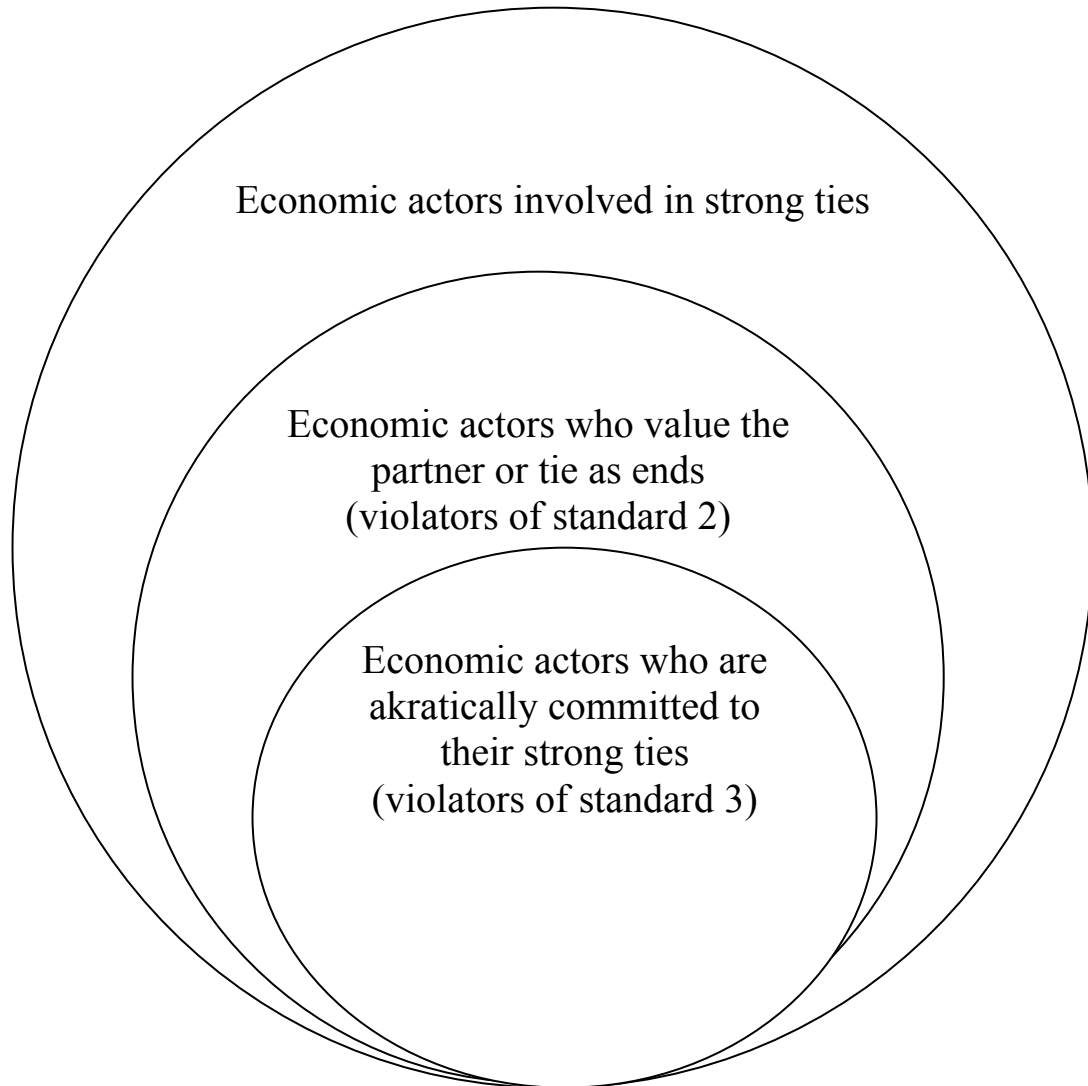 Economic actors involved in strong ties
Economic actors who value the
partner or tie as ends
(violators of standard 2)
Economic actors who are
akratically committed to
their strong ties
(violators of standard 3)